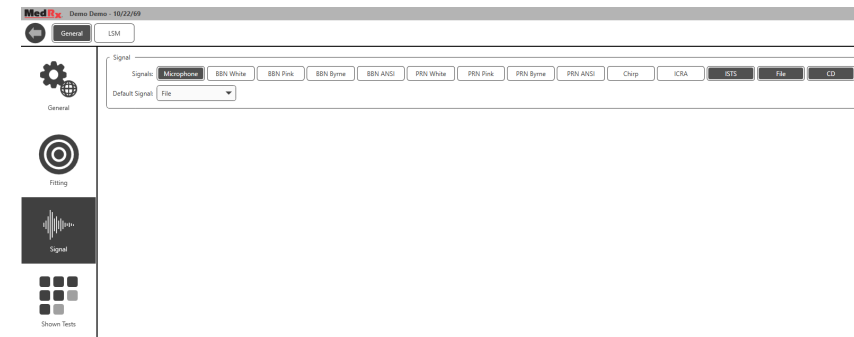 MedRx Demo Demo - 10/22/69
General LSM
Signal
Signals: Microphone BBN White BBN Pink BBN Byrne BBN ANSI PRN White PRN Pink PRN Byrne PRN ANSI Chirp ICRA ISTS File CD
Default Signal: File
General
Fitting
Signal
Shown Tests